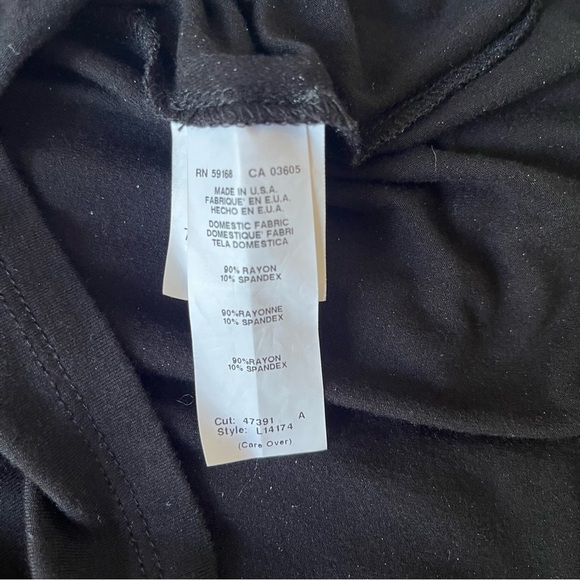 RN 59168 CA 03605
MADE IN U.S.A.
FABRIQUE' EN E.U.A.
HECHO EN E.U.A.
DOMESTIC FABRIC
DOMESTIQUE' FABRI
TELA DOMESTICA
90% RAYON
10% SPANDEX
90%RAYONNE
10% SPANDEX
90%RAYON
10% SPANDEX
Cut: 47391 A
Style: L14174
(Care Over)